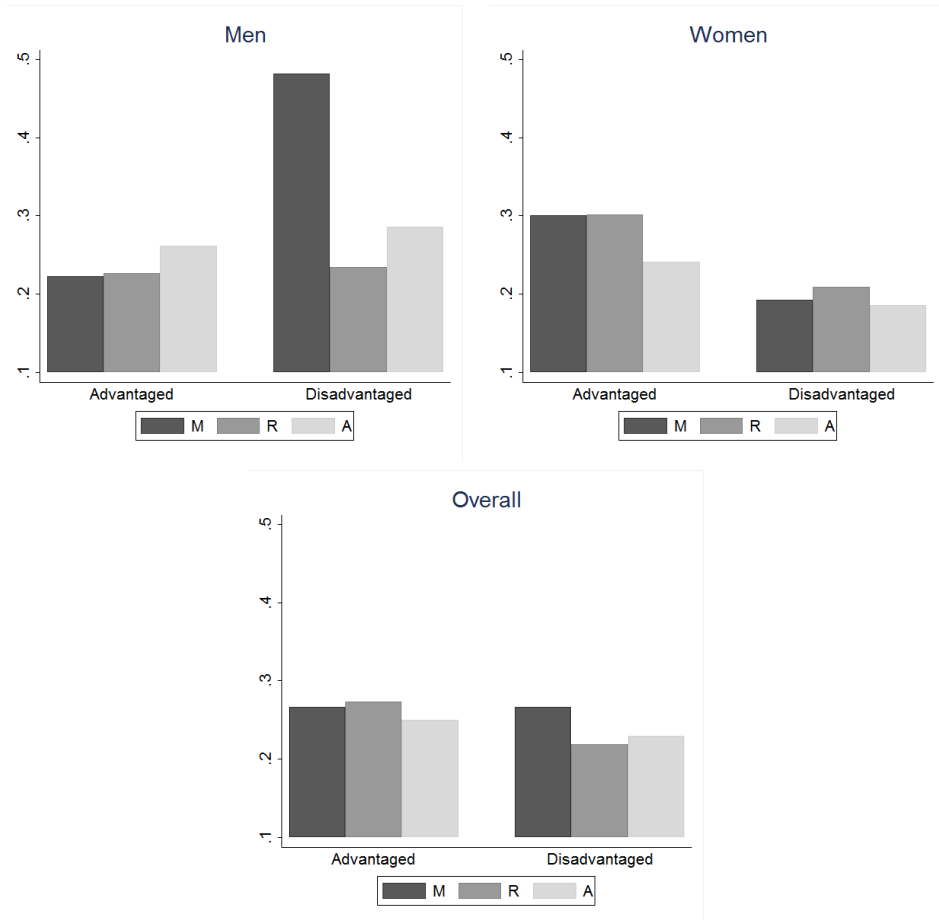 Men
.5
.4
.3
.2
.1
Advantaged Disadvantaged
M R A
Women
.5
.4
.3
.2
.1
Advantaged Disadvantaged
M R A
Overall
.5
.4
.3
.2
.1
Advantaged Disadvantaged
M R A